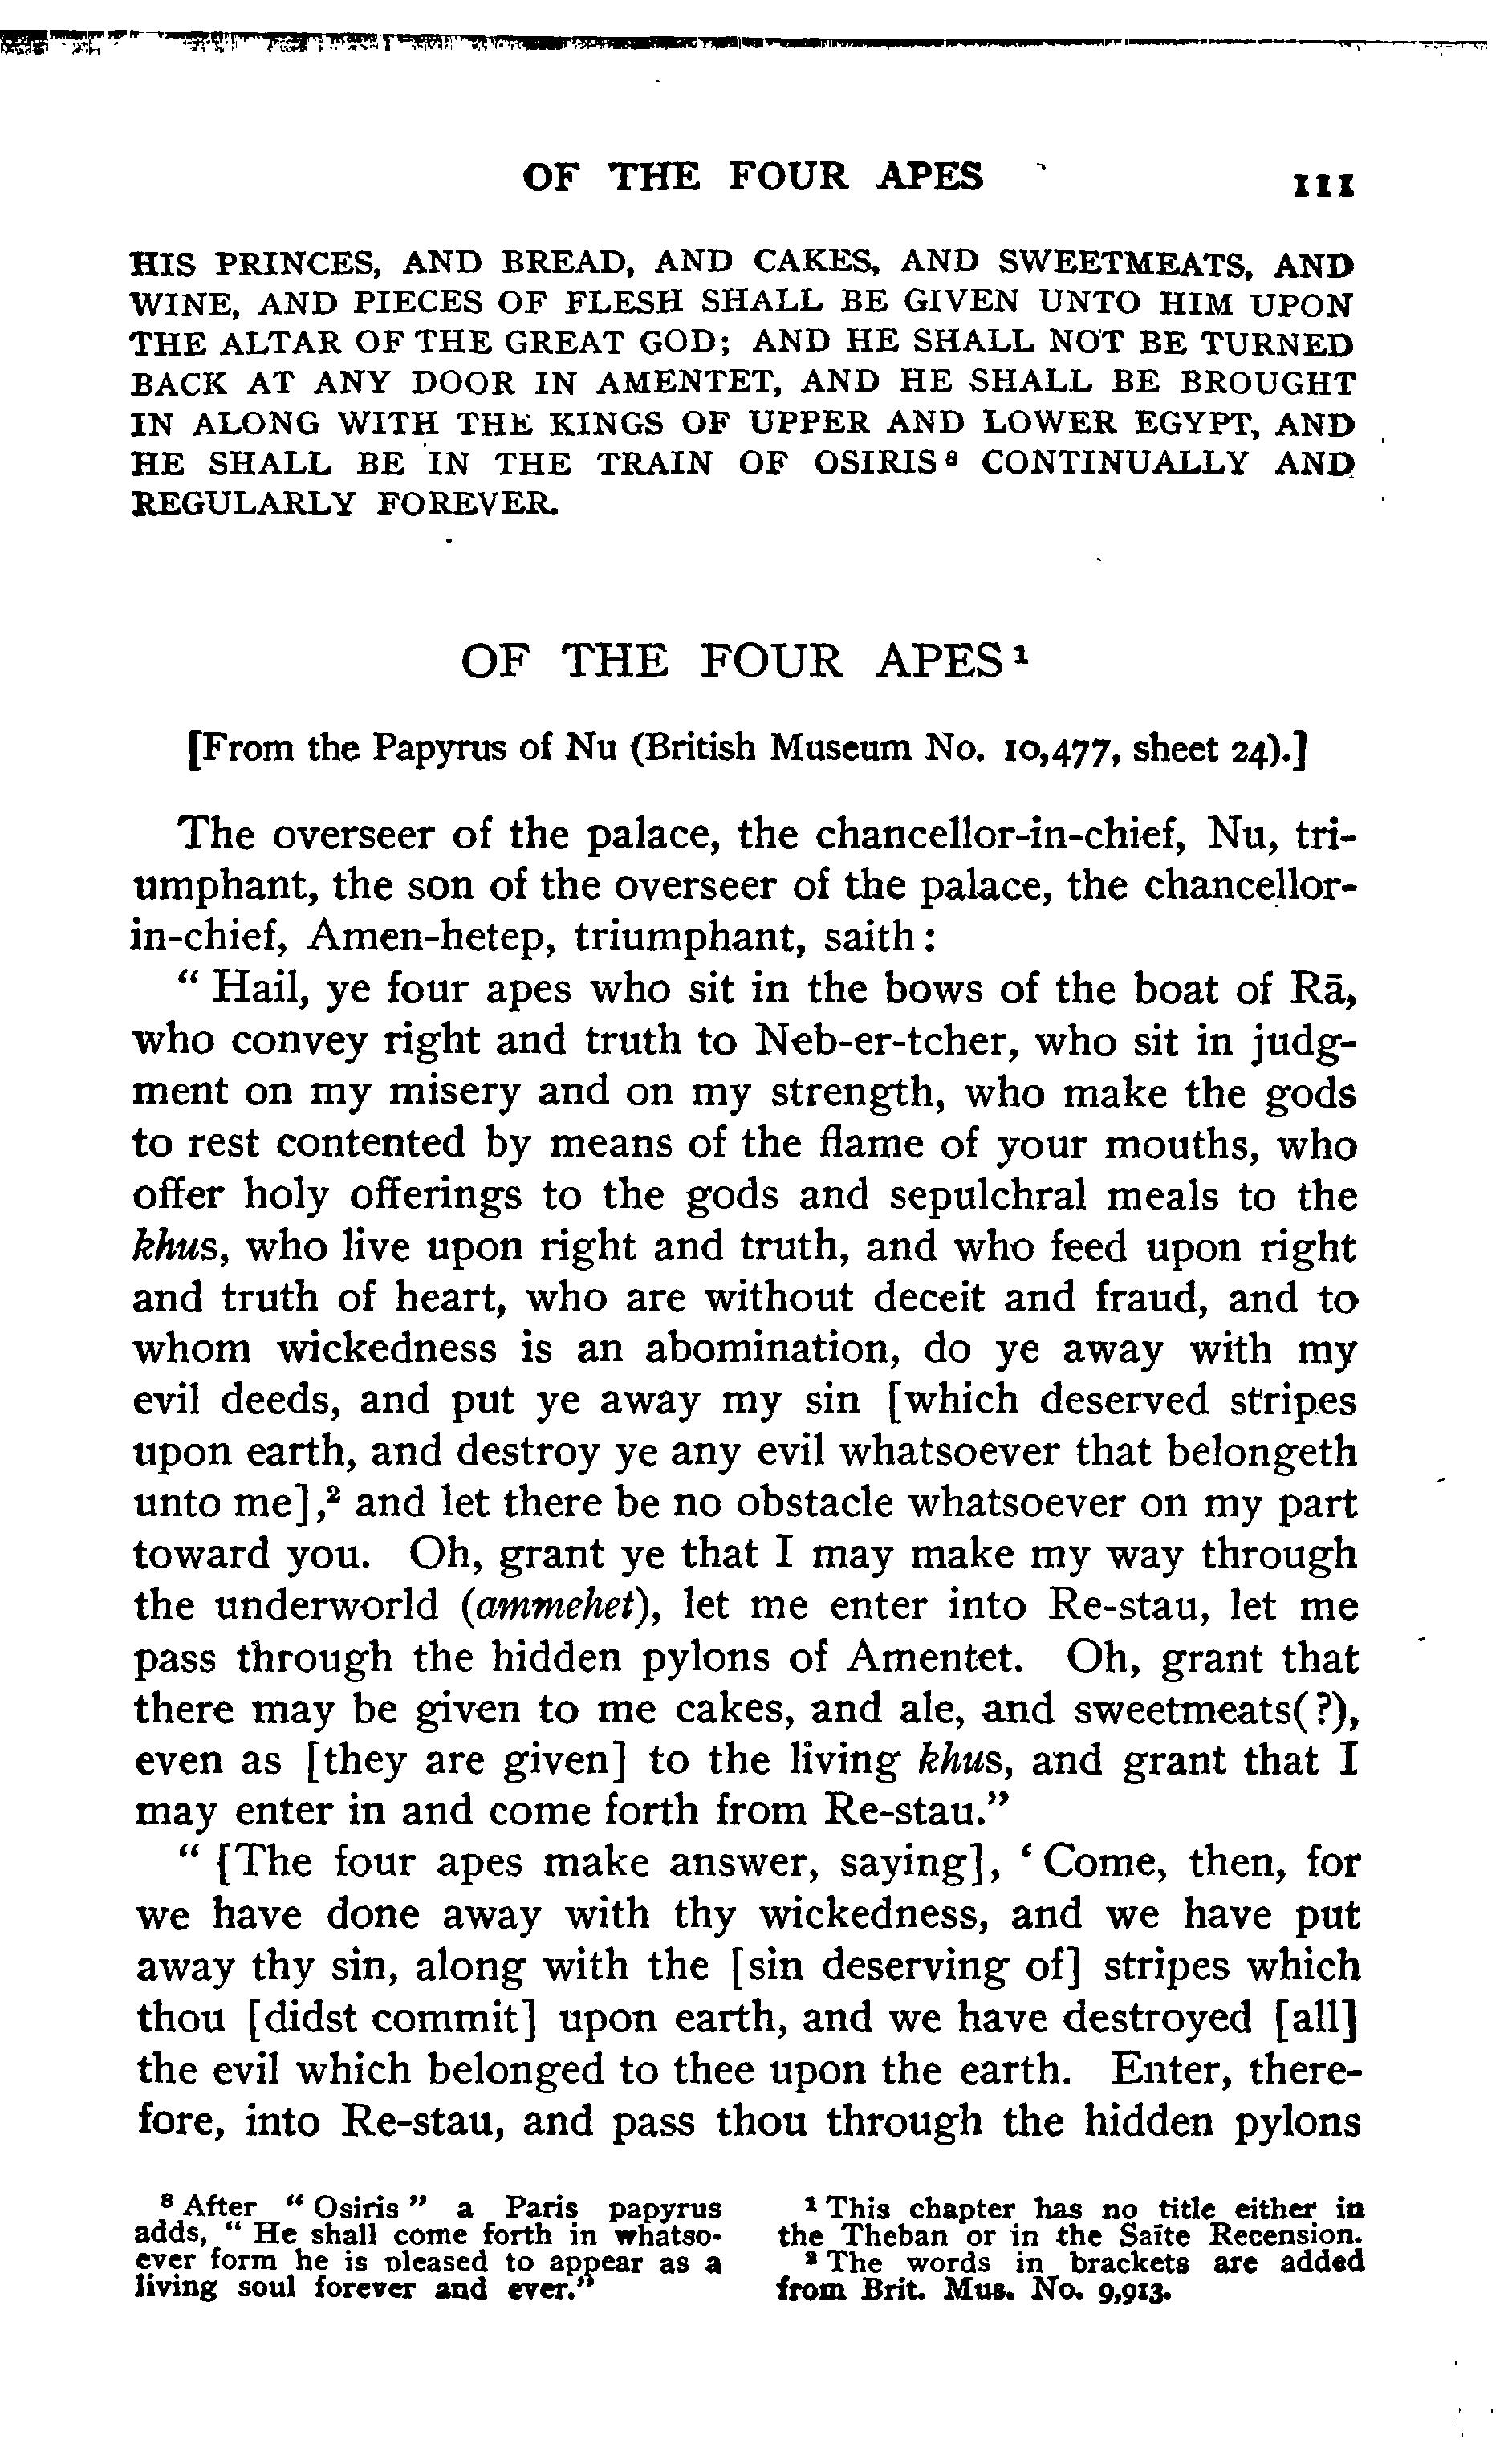 OF THE FOUR APES 111
HIS PRINCES, AND BREAD, AND CAKES, AND SWEETMEATS, AND
WINE, AND PIECES OF FLESH SHALL BE GIVEN UNTO HIM UPON
THE ALTAR OF THE GREAT GOD; AND HE SHALL NOT BE TURNED
BACK AT ANY DOOR IN AMENTET, AND HE SHALL BE BROUGHT
IN ALONG WITH THE KINGS OF UPPER AND LOWER EGYPT, AND
HE SHALL BE IN THE TRAIN OF OSIRIS⁸ CONTINUALLY AND
REGULARLY FOREVER.
OF THE FOUR APES¹
[From the Papyrus of Nu (British Museum No. 10,477, sheet 24).]
The overseer of the palace, the chancellor-in-chief, Nu, tri-
umphant, the son of the overseer of the palace, the chancellor-
in-chief, Amen-hetep, triumphant, saith:
“Hail, ye four apes who sit in the bows of the boat of Rā,
who convey right and truth to Neb-er-tcher, who sit in judg-
ment on my misery and on my strength, who make the gods
to rest contented by means of the flame of your mouths, who
offer holy offerings to the gods and sepulchral meals to the
khus, who live upon right and truth, and who feed upon right
and truth of heart, who are without deceit and fraud, and to
whom wickedness is an abomination, do ye away with my
evil deeds, and put ye away my sin [which deserved stripes
upon earth, and destroy ye any evil whatsoever that belongeth
unto me],² and let there be no obstacle whatsoever on my part
toward you. Oh, grant ye that I may make my way through
the underworld (ammehet), let me enter into Re-stau, let me
pass through the hidden pylons of Amentet. Oh, grant that
there may be given to me cakes, and ale, and sweetmeats(?),
even as [they are given] to the living khus, and grant that I
may enter in and come forth from Re-stau.”
“[The four apes make answer, saying], ‘Come, then, for
we have done away with thy wickedness, and we have put
away thy sin, along with the [sin deserving of] stripes which
thou [didst commit] upon earth, and we have destroyed [all]
the evil which belonged to thee upon the earth. Enter, there-
fore, into Re-stau, and pass thou through the hidden pylons
⁸ After “Osiris” a Paris papyrus
adds, “He shall come forth in whatso-
ever form he is pleased to appear as a
living soul forever and ever.”
¹ This chapter has no title either in
the Theban or in the Saïte Recension.
² The words in brackets are added
from Brit. Mus. No. 9,913.